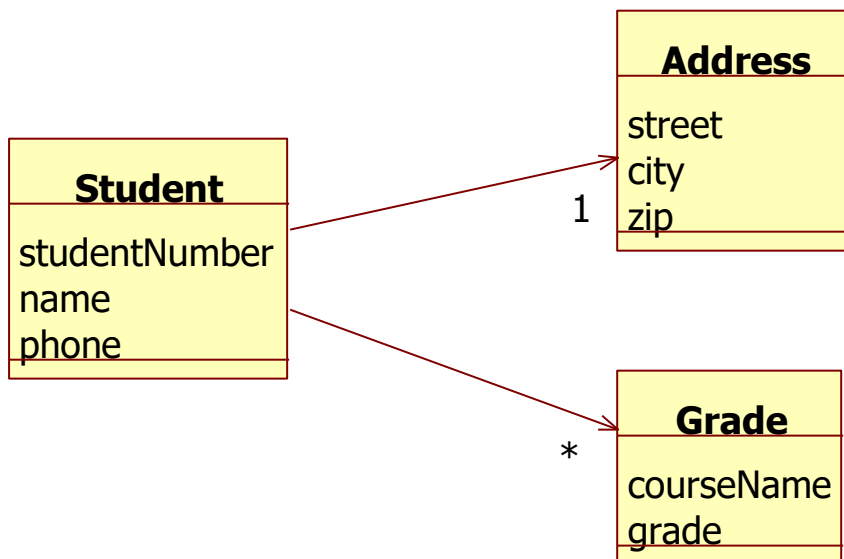 Student
studentNumber
name
phone
Address
street
city
zip
1
Grade
courseName
grade
*